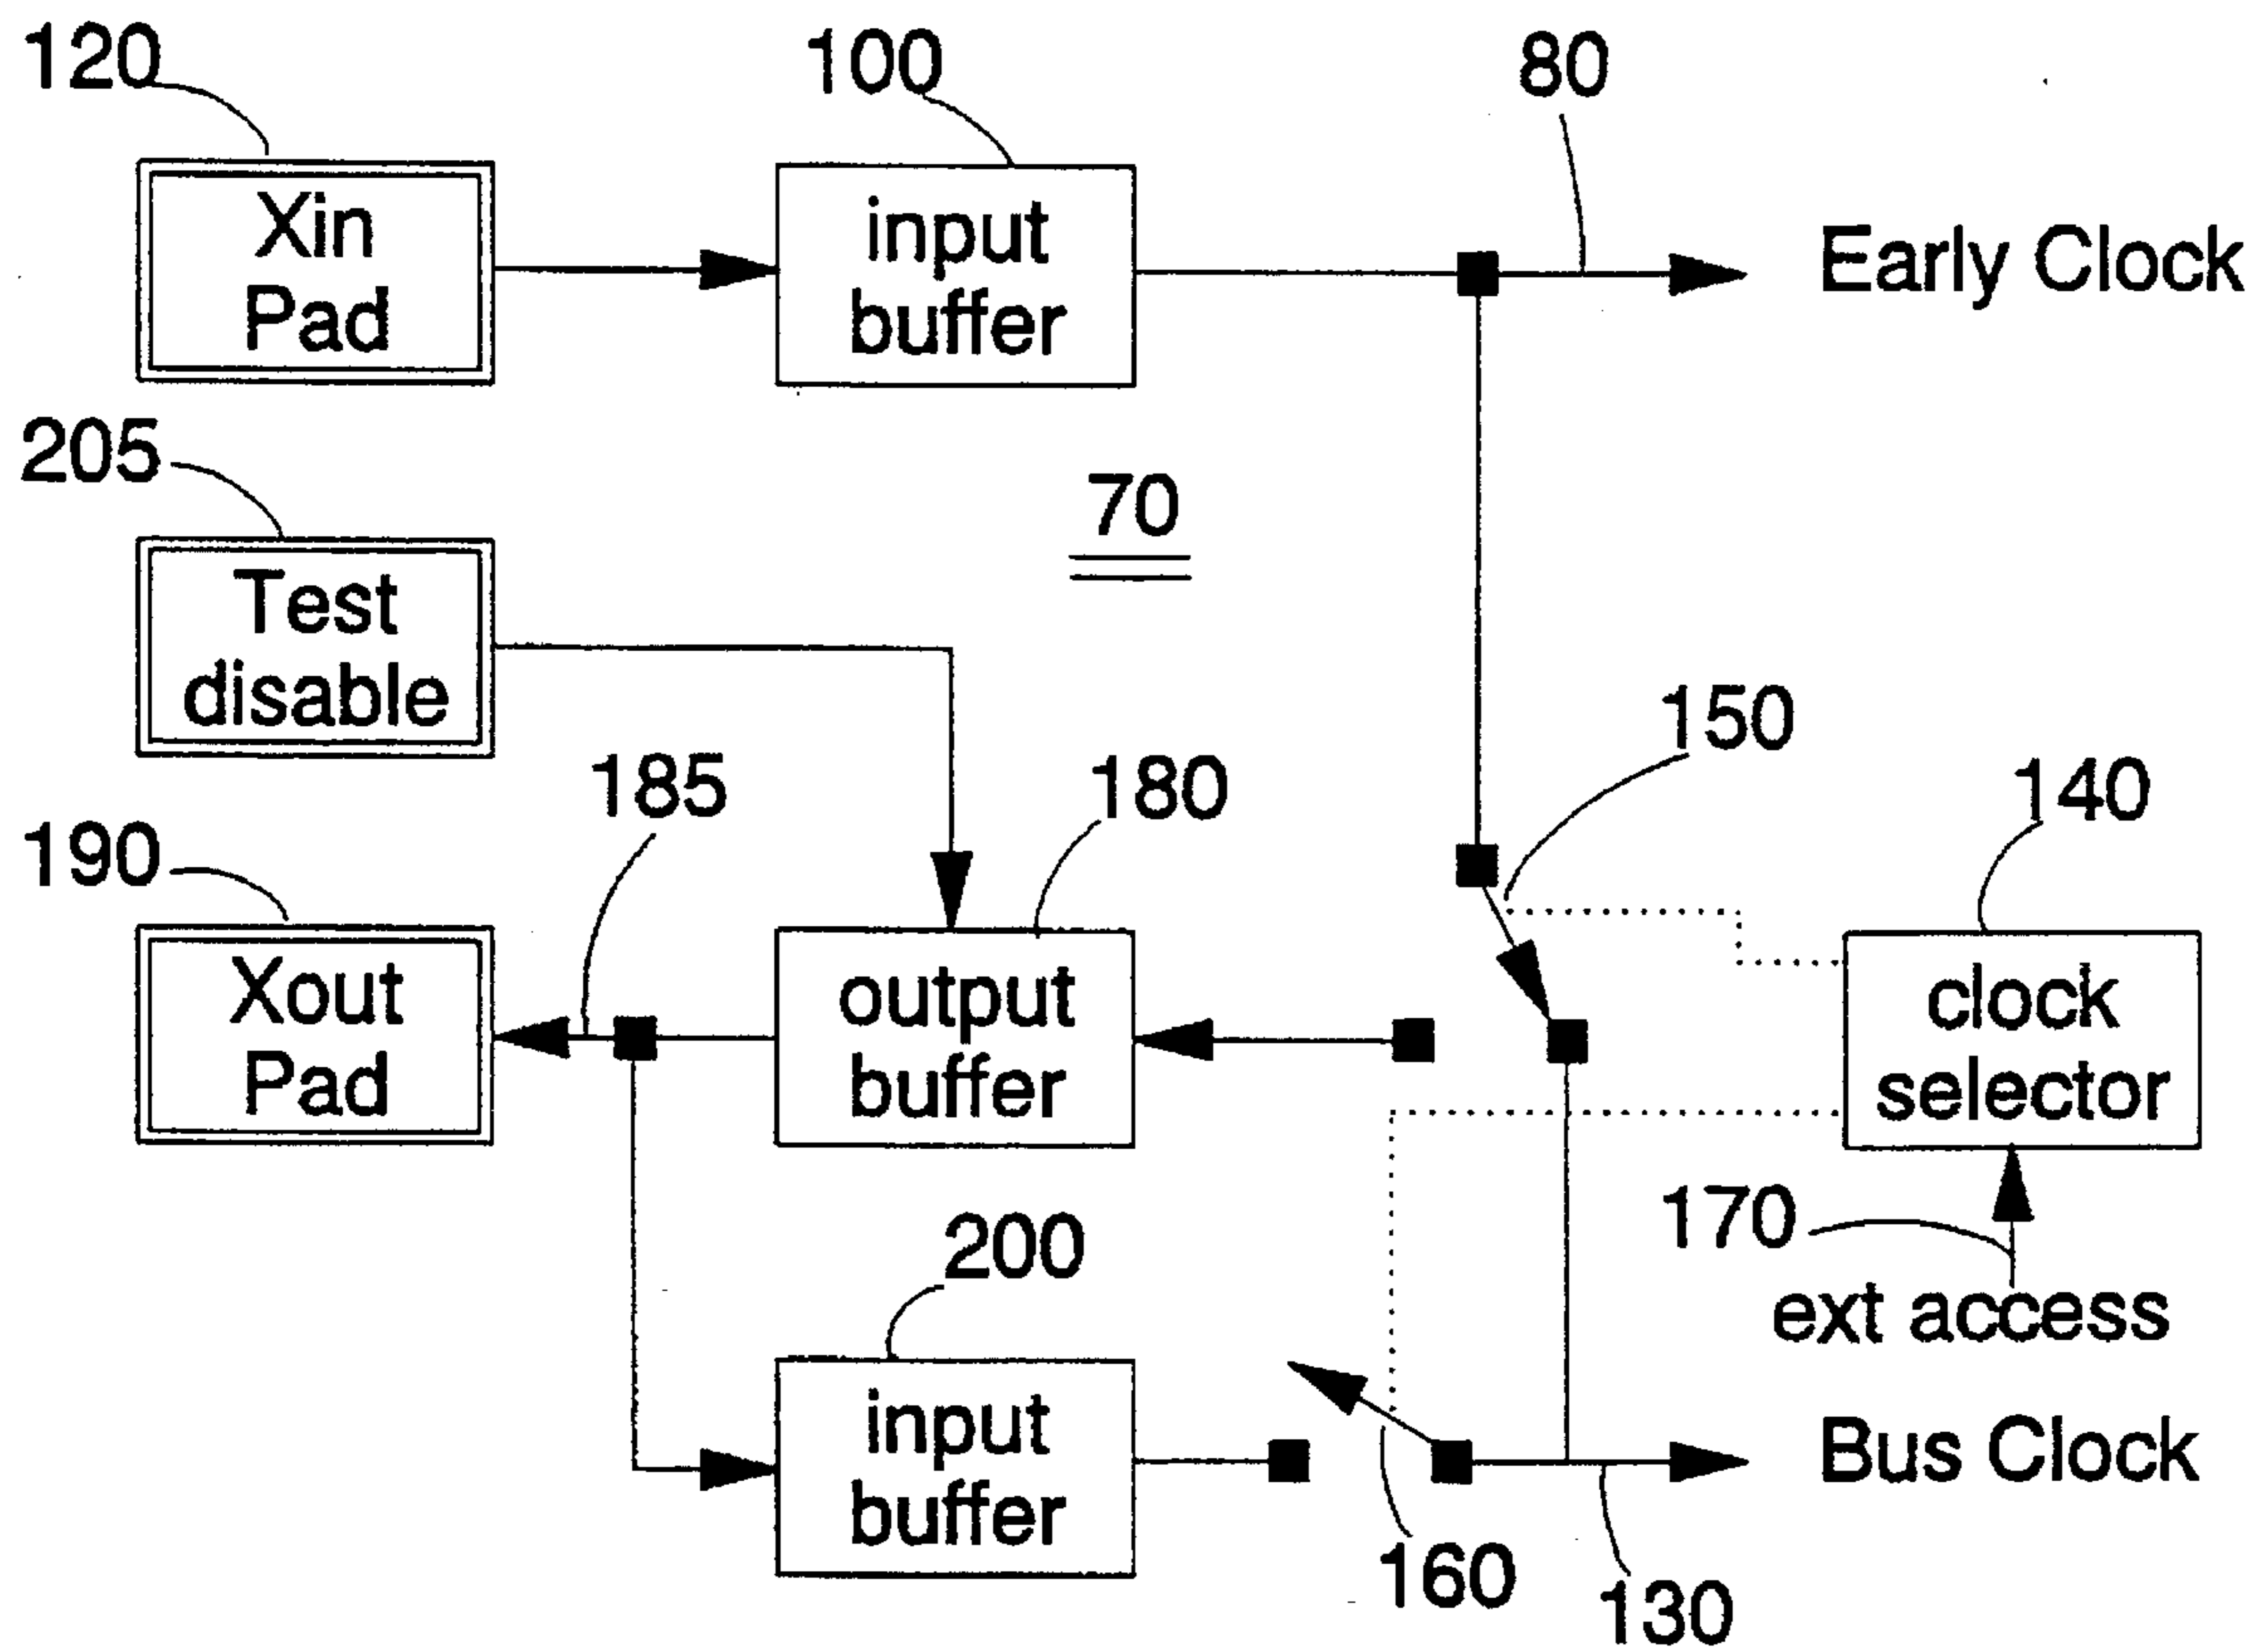 120
100
80
Xin
Pad
input
buffer
Early Clock
205
70
Test
disable
150
185
180
140
190
Xout
Pad
output
buffer
clock
selector
170
200
ext access
input
buffer
Bus Clock
160
130